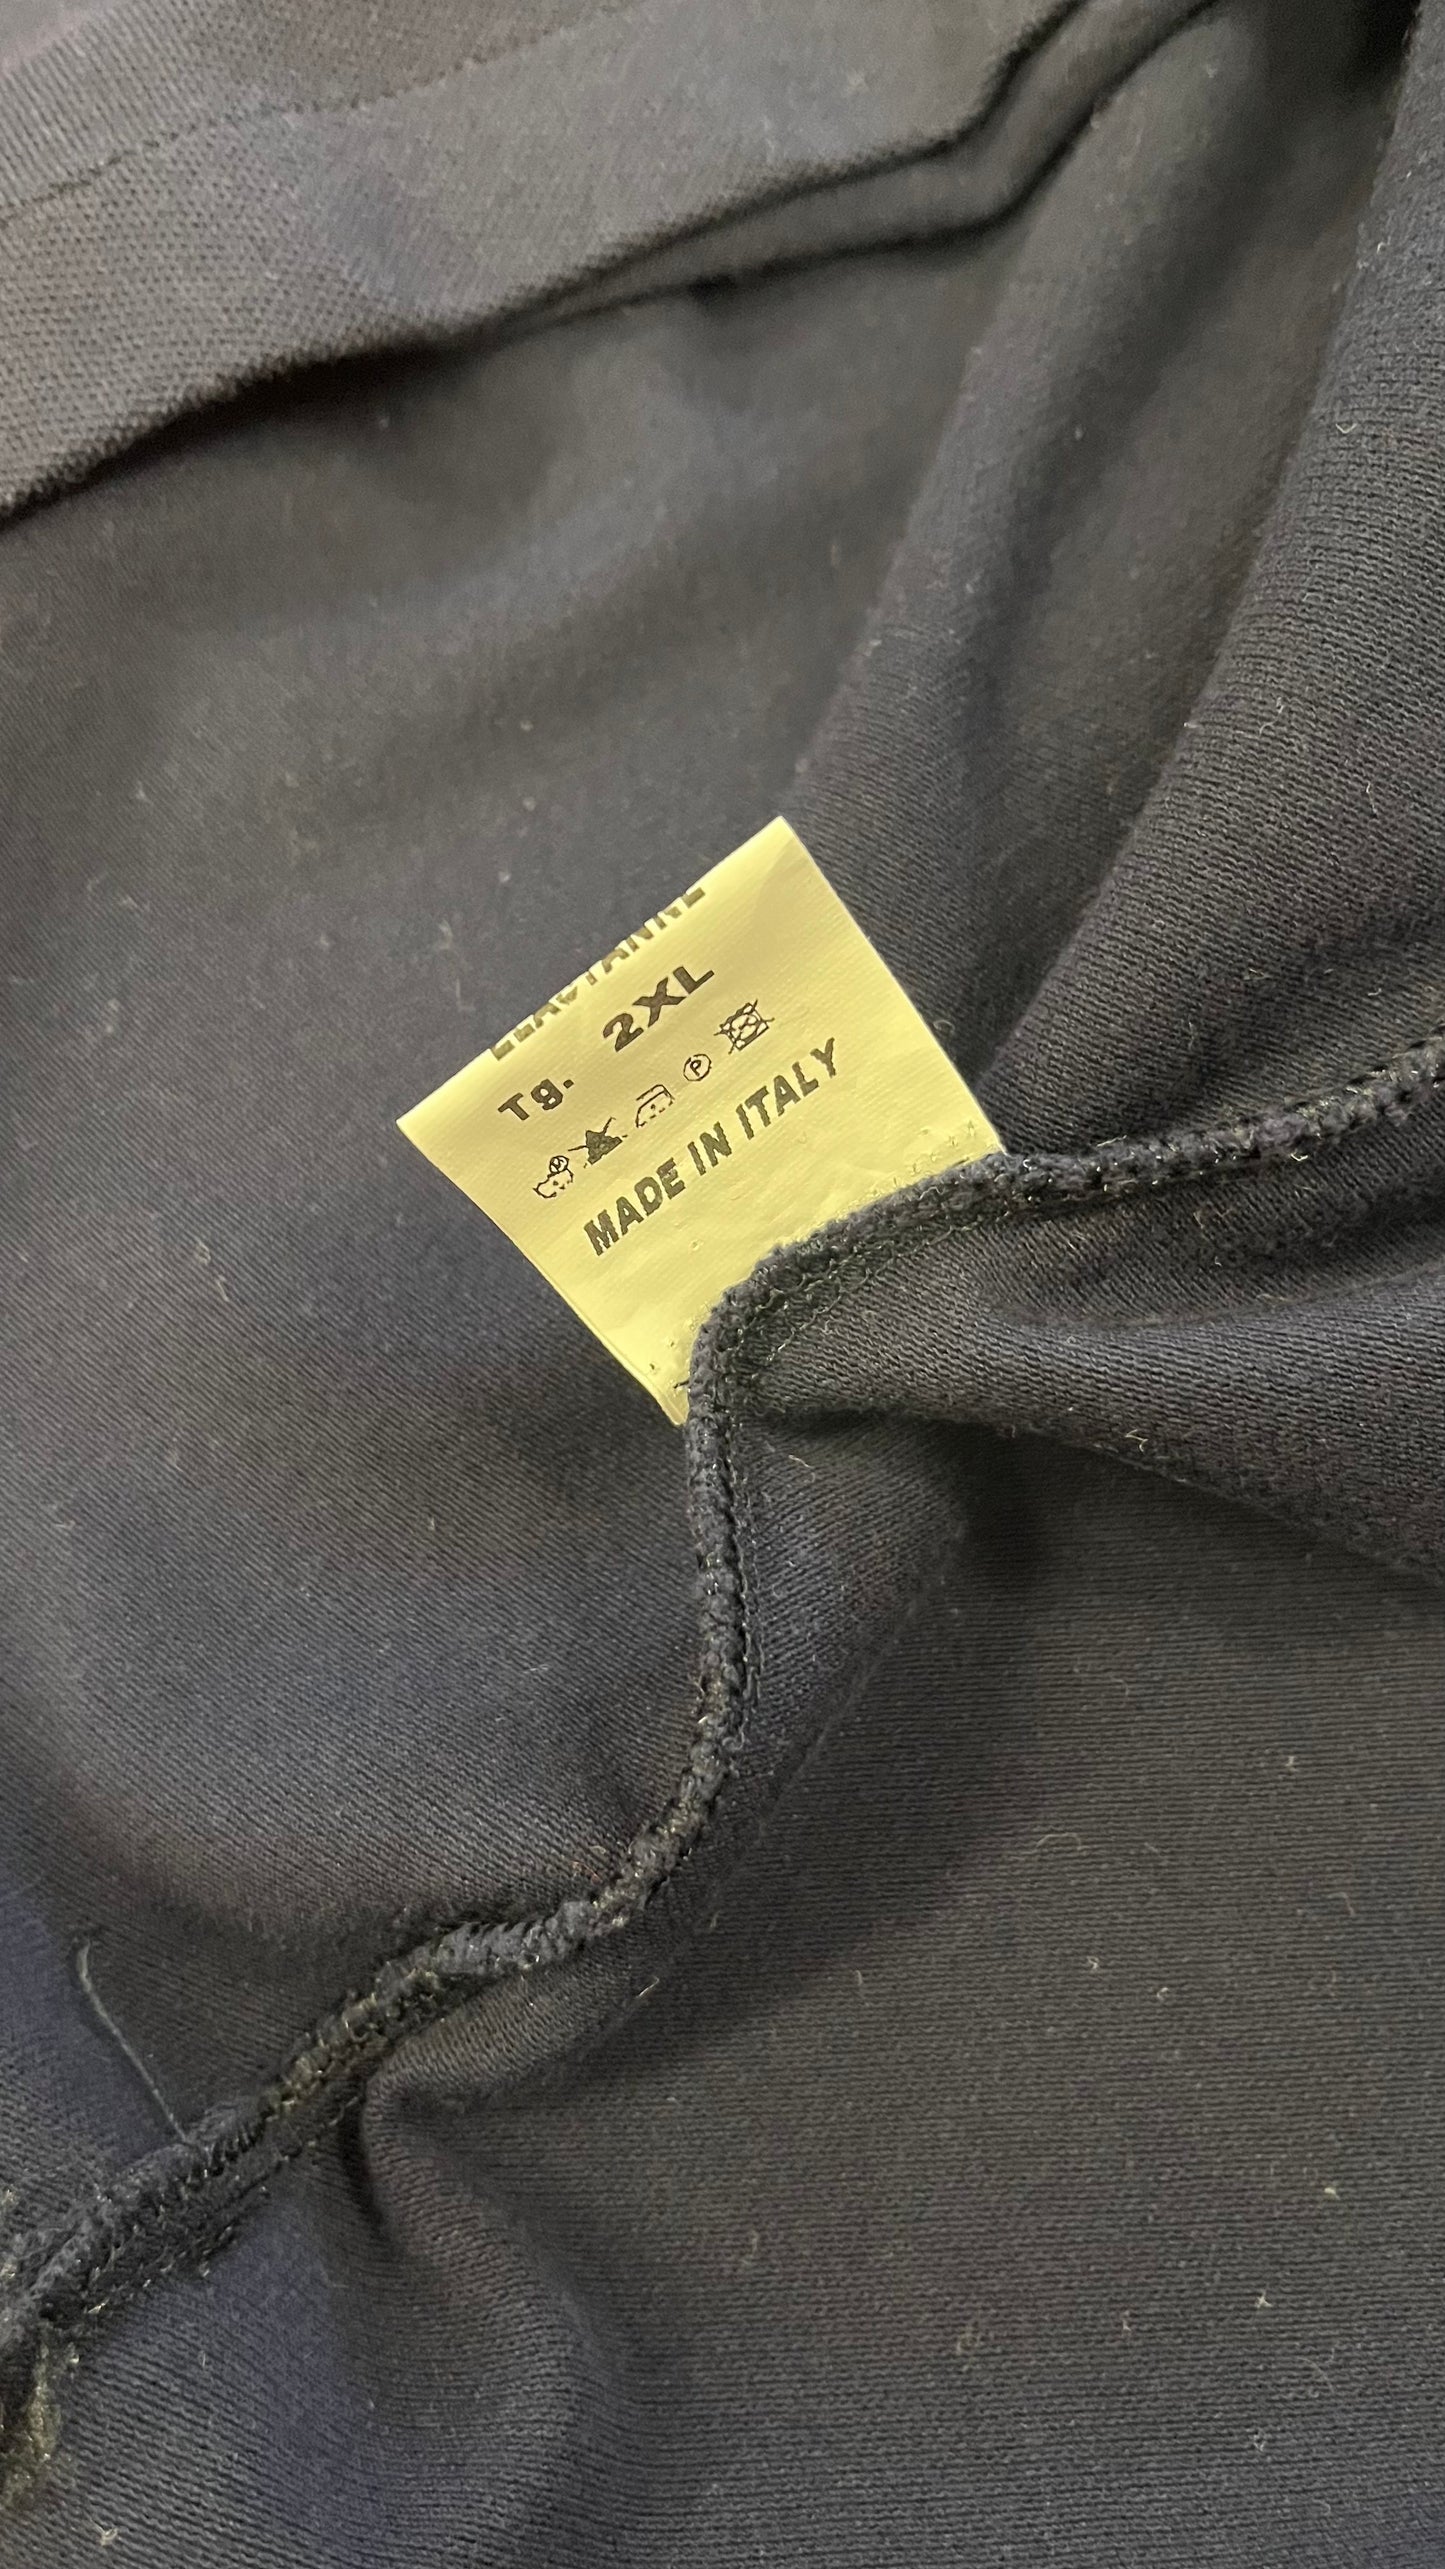 ELASTANNE
Tg. 2XL
P
MADE IN ITALY